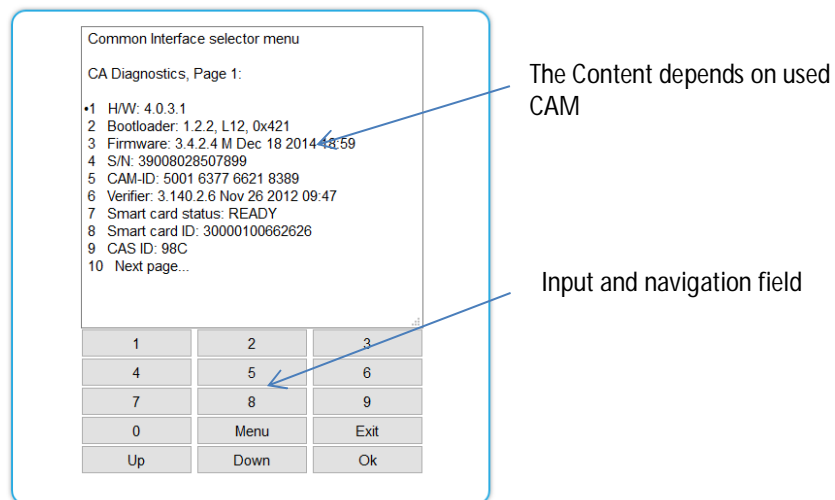 Common Interface selector menu
CA Diagnostics, Page 1:
•1 H/W: 4.0.3.1
2 Bootloader: 1.2.2, L12, 0x421
3 Firmware: 3.4.2.4 M Dec 18 2014 18:59
4 S/N: 39008028507899
5 CAM-ID: 5001 6377 6621 8389
6 Verifier: 3.140.2.6 Nov 26 2012 09:47
7 Smart card status: READY
8 Smart card ID: 30000100662626
9 CAS ID: 98C
10 Next page...
1 2 3
4 5 6
7 8 9
0 Menu Exit
Up Down Ok
The Content depends on used
CAM
Input and navigation field